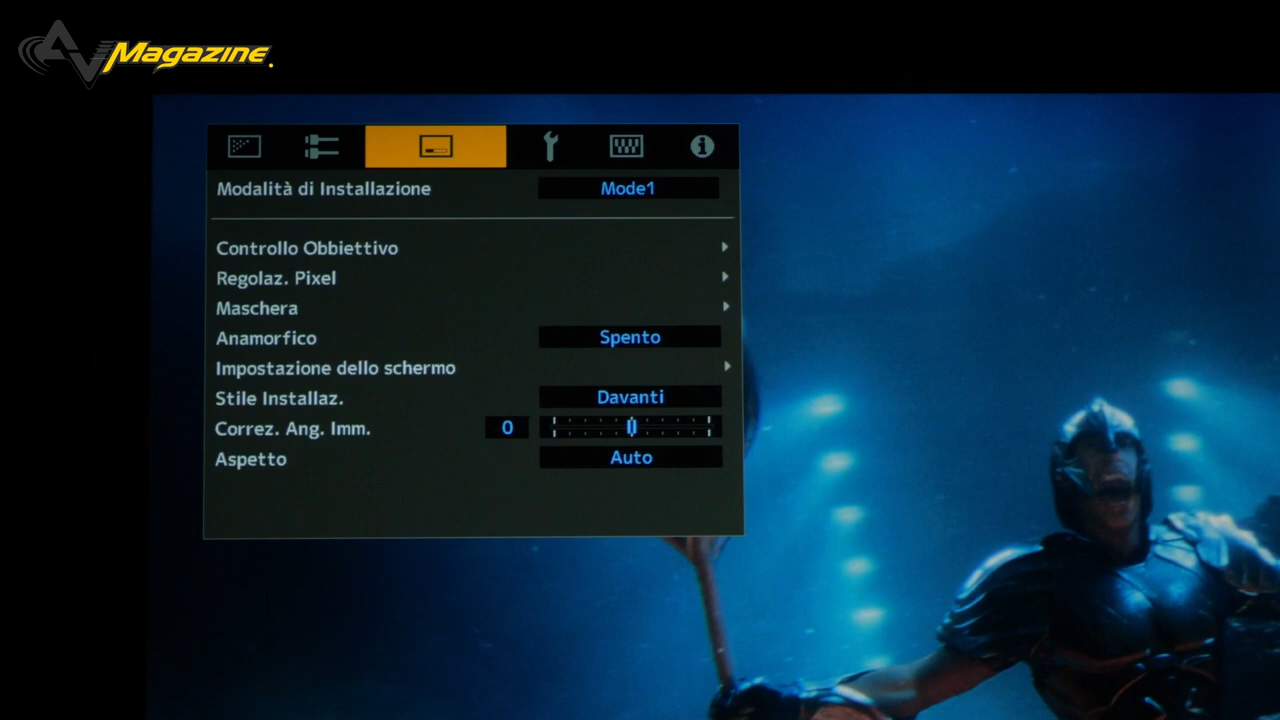 AV Magazine.
Modalità di Installazione Mode1
Controllo Obbiettivo
Regolaz. Pixel
Maschera
Anamorfico Spento
Impostazione dello schermo
Stile Installaz. Davanti
Correz. Ang. Imm. 0
Aspetto Auto